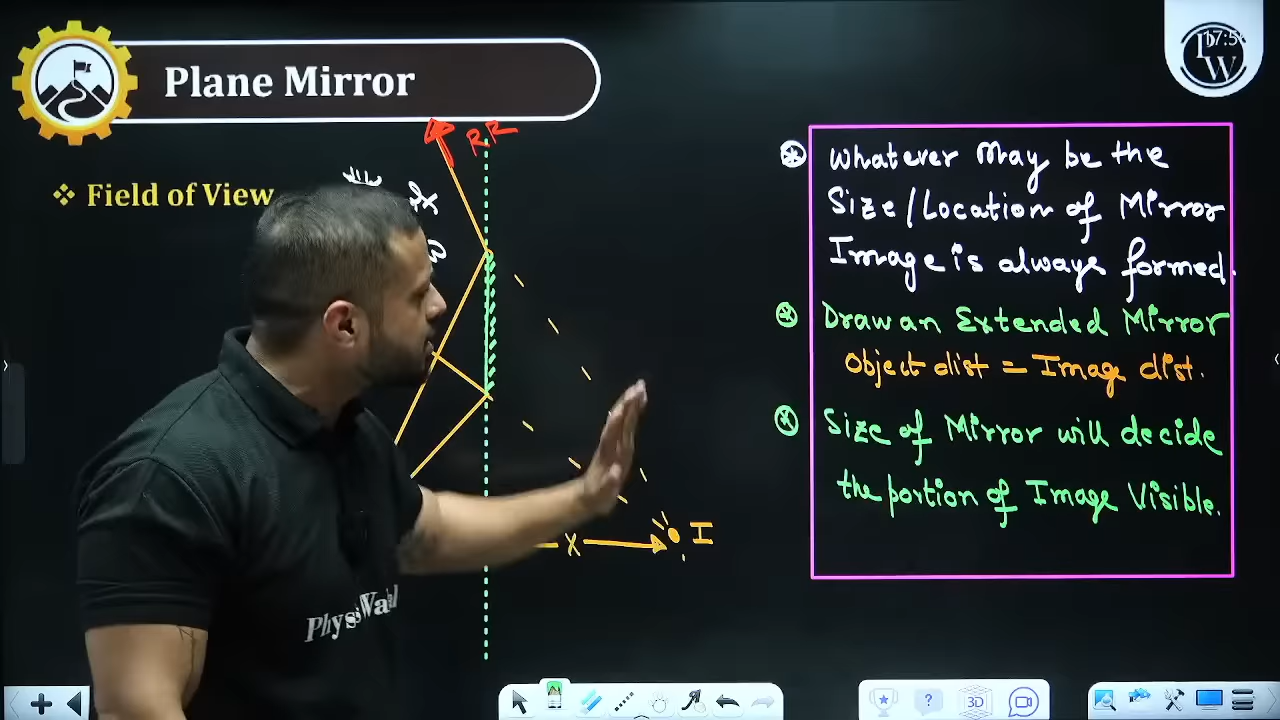 Plane Mirror
Field of View
RR
Whatever may be the
Size/Location of Mirror
Image is always formed.
Draw an Extended Mirror
Object dist = Image dist.
Size of Mirror will decide
the portion of Image Visible.
X
I
W
3D
?